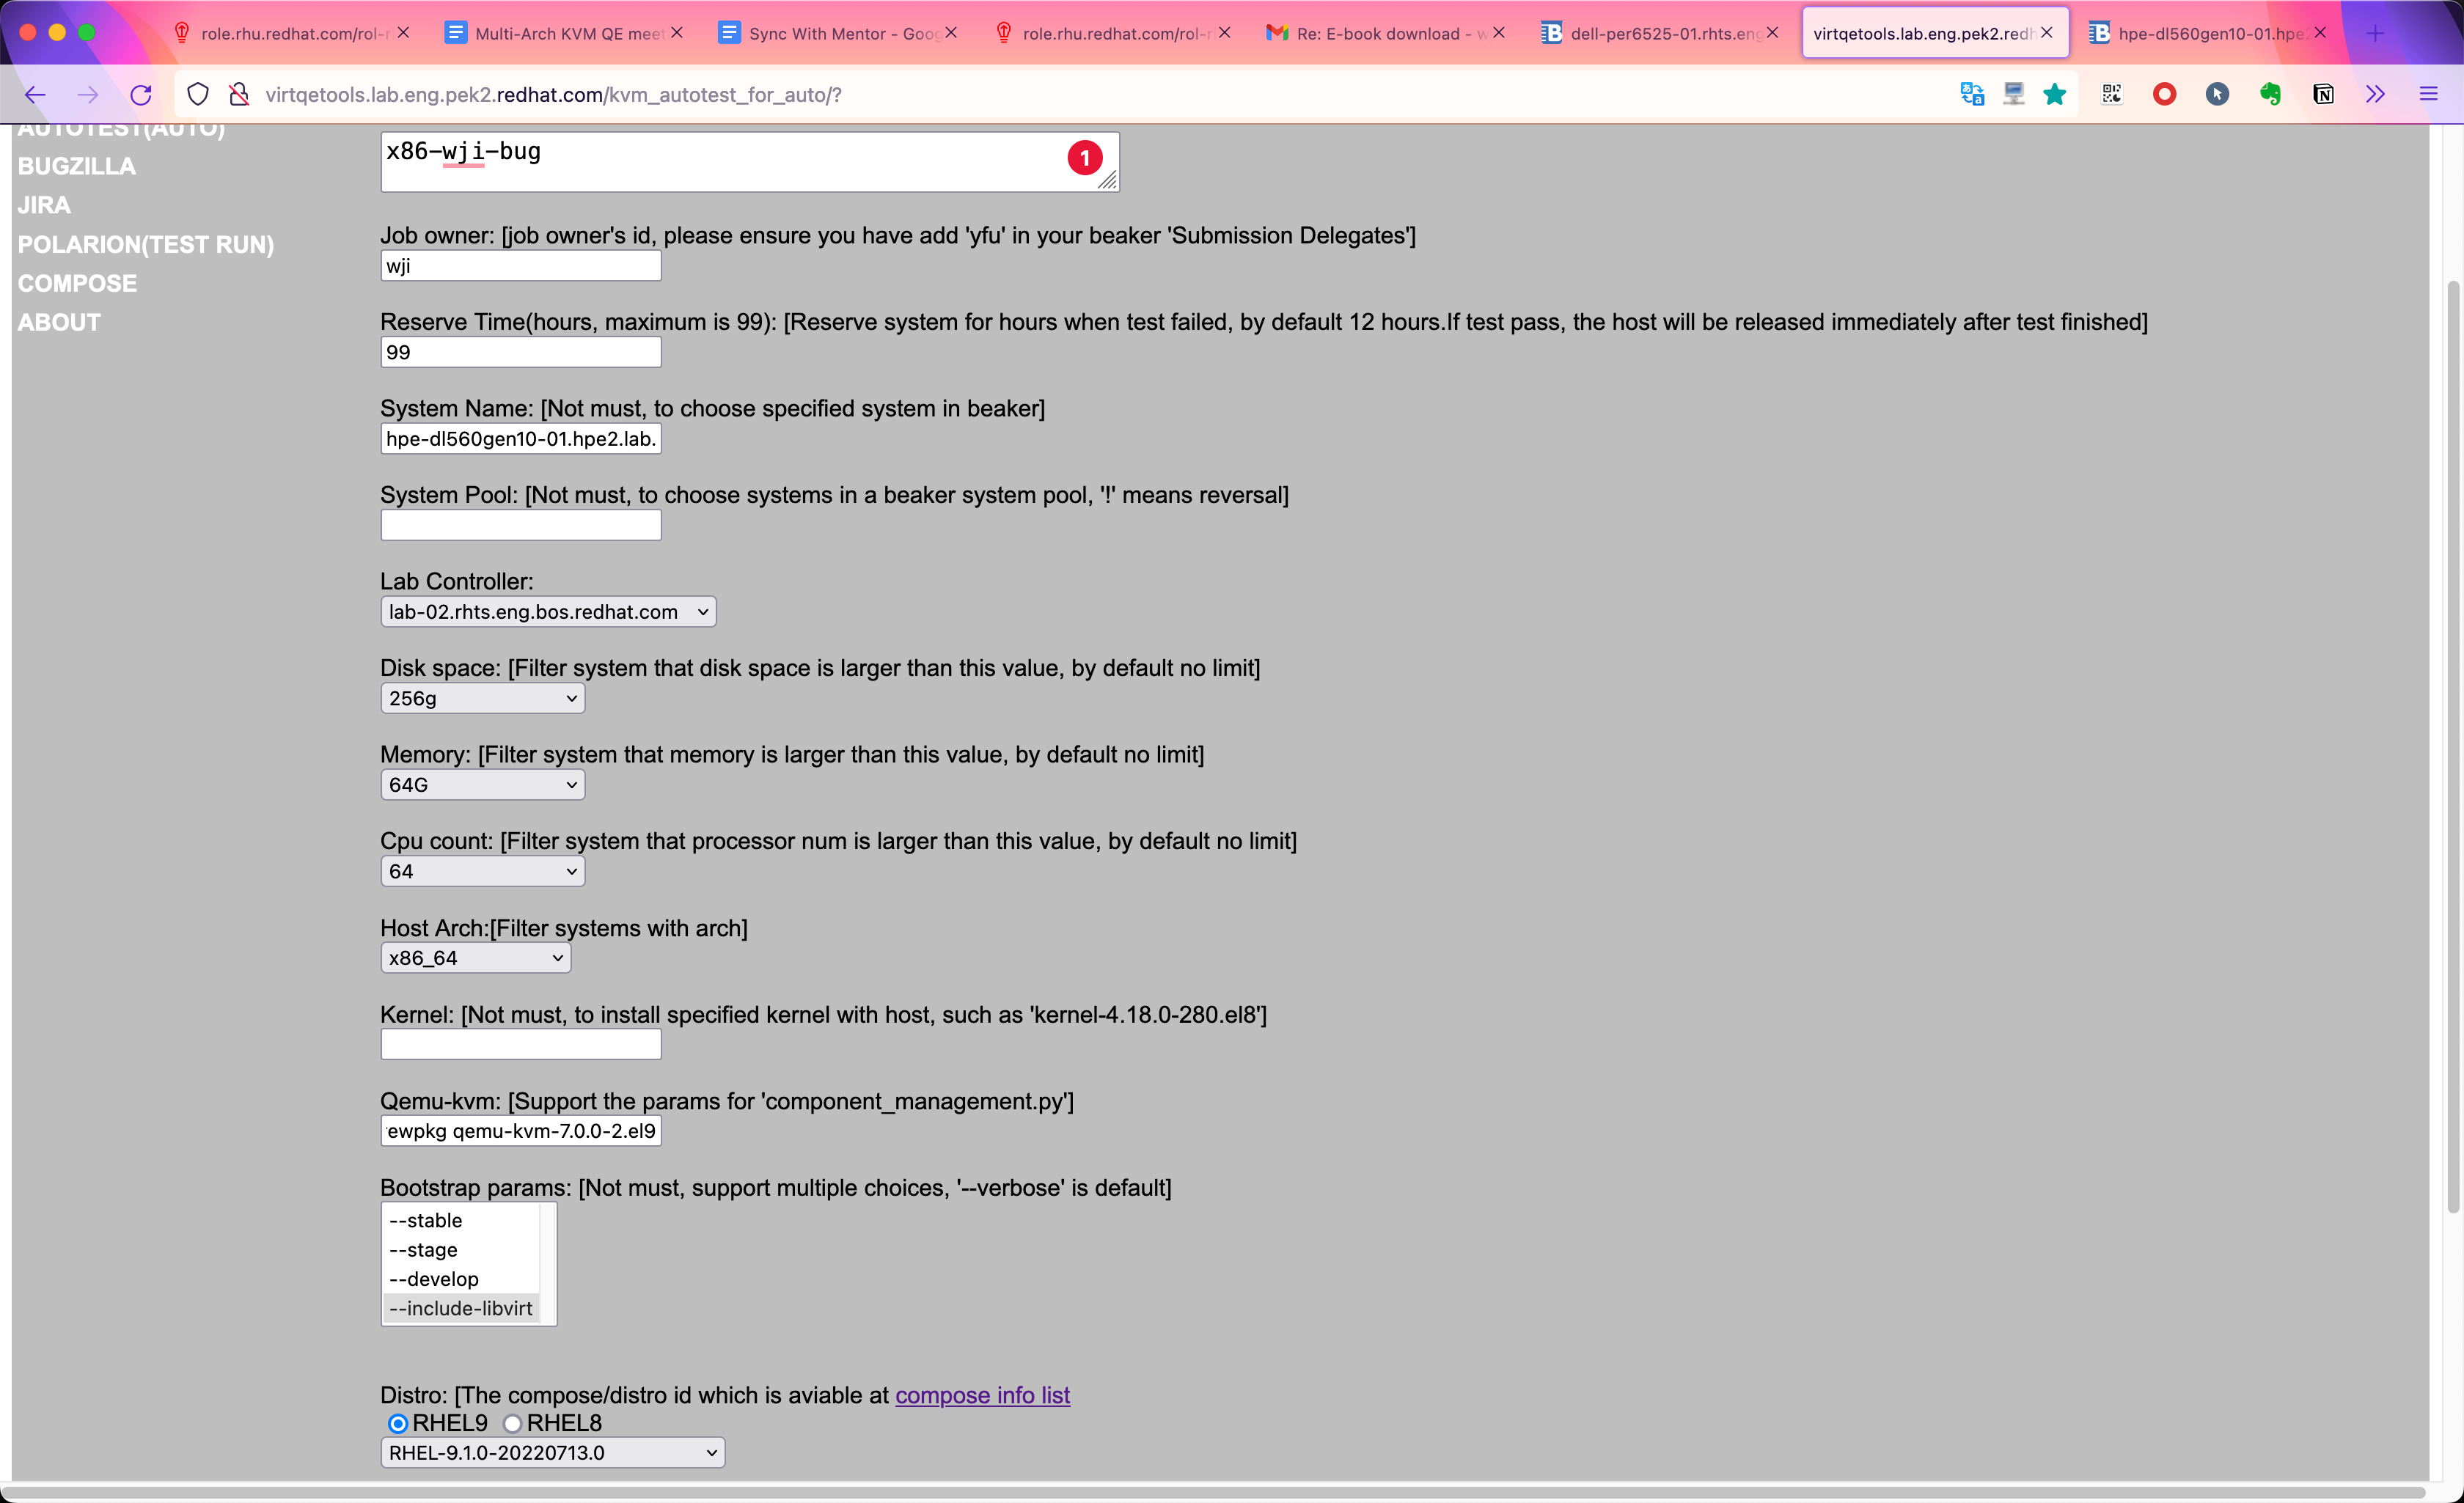 role.rhu.redhat.com/rol-r
Multi-Arch KVM QE meet
Sync With Mentor - Goog
role.rhu.redhat.com/rol-r
Re: E-book download - w
dell-per6525-01.rhts.eng
virtqetools.lab.eng.pek2.redh
hpe-dl560gen10-01.hpe2
virtqetools.lab.eng.pek2.redhat.com/kvm_autotest_for_auto/?
AUTOTEST(AUTO)
BUGZILLA
JIRA
POLARION(TEST RUN)
COMPOSE
ABOUT
x86-wji-bug
1
Job owner: [job owner's id, please ensure you have add 'yfu' in your beaker 'Submission Delegates']
wji
Reserve Time(hours, maximum is 99): [Reserve system for hours when test failed, by default 12 hours.If test pass, the host will be released immediately after test finished]
99
System Name: [Not must, to choose specified system in beaker]
hpe-dl560gen10-01.hpe2.lab.
System Pool: [Not must, to choose systems in a beaker system pool, '!' means reversal]
Lab Controller:
lab-02.rhts.eng.bos.redhat.com
Disk space: [Filter system that disk space is larger than this value, by default no limit]
256g
Memory: [Filter system that memory is larger than this value, by default no limit]
64G
Cpu count: [Filter system that processor num is larger than this value, by default no limit]
64
Host Arch:[Filter systems with arch]
x86_64
Kernel: [Not must, to install specified kernel with host, such as 'kernel-4.18.0-280.el8']
Qemu-kvm: [Support the params for 'component_management.py']
ewpkg qemu-kvm-7.0.0-2.el9
Bootstrap params: [Not must, support multiple choices, '--verbose' is default]
--stable
--stage
--develop
--include-libvirt
Distro: [The compose/distro id which is aviable at compose info list
RHEL9 RHEL8
RHEL-9.1.0-20220713.0